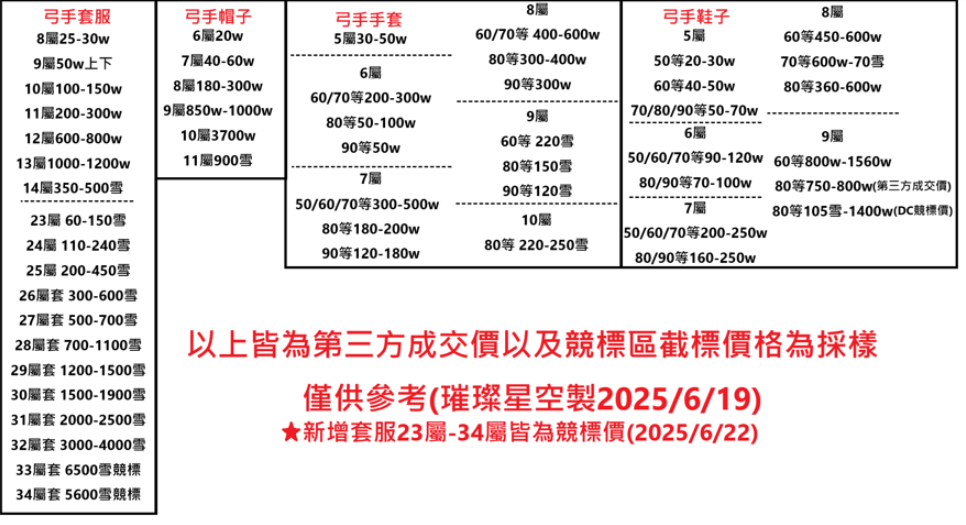 弓手套服
8屬25-30w
9屬50w上下
10屬100-150w
11屬200-300w
12屬600-800w
13屬1000-1200w
14屬350-500雪
23屬 60-150雪
24屬 110-240雪
25屬 200-450雪
26屬套 300-600雪
27屬套 500-700雪
28屬套 700-1100雪
29屬套 1200-1500雪
30屬套 1500-1900雪
31屬套 2000-2500雪
32屬套 3000-4000雪
33屬套 6500雪競標
34屬套 5600雪競標
弓手帽子
6屬20w
7屬40-60w
8屬180-300w
9屬850w-1000w
10屬3700w
11屬900雪
弓手手套
5屬30-50w
6屬
60/70等200-300w
80等50-100w
90等50w
7屬
50/60/70等300-500w
80等180-200w
90等120-180w
8屬
60/70等 400-600w
80等300-400w
90等300w
9屬
60等 220雪
80等150雪
90等120雪
10屬
80等 220-250雪
弓手鞋子
5屬
50等20-30w
60等40-50w
70/80/90等50-70w
6屬
50/60/70等90-120w
80/90等70-100w
7屬
50/60/70等200-250w
80/90等160-250w
8屬
60等450-600w
70等600w-70雪
80等360-600w
9屬
60等800w-1560w
80等750-800w(第三方成交價)
80等105雪-1400w(DC競標價)
以上皆為第三方成交價以及競標區截標價格為採樣
僅供參考(璀璨星空製2025/6/19)
★新增套服23屬-34屬皆為競標價(2025/6/22)